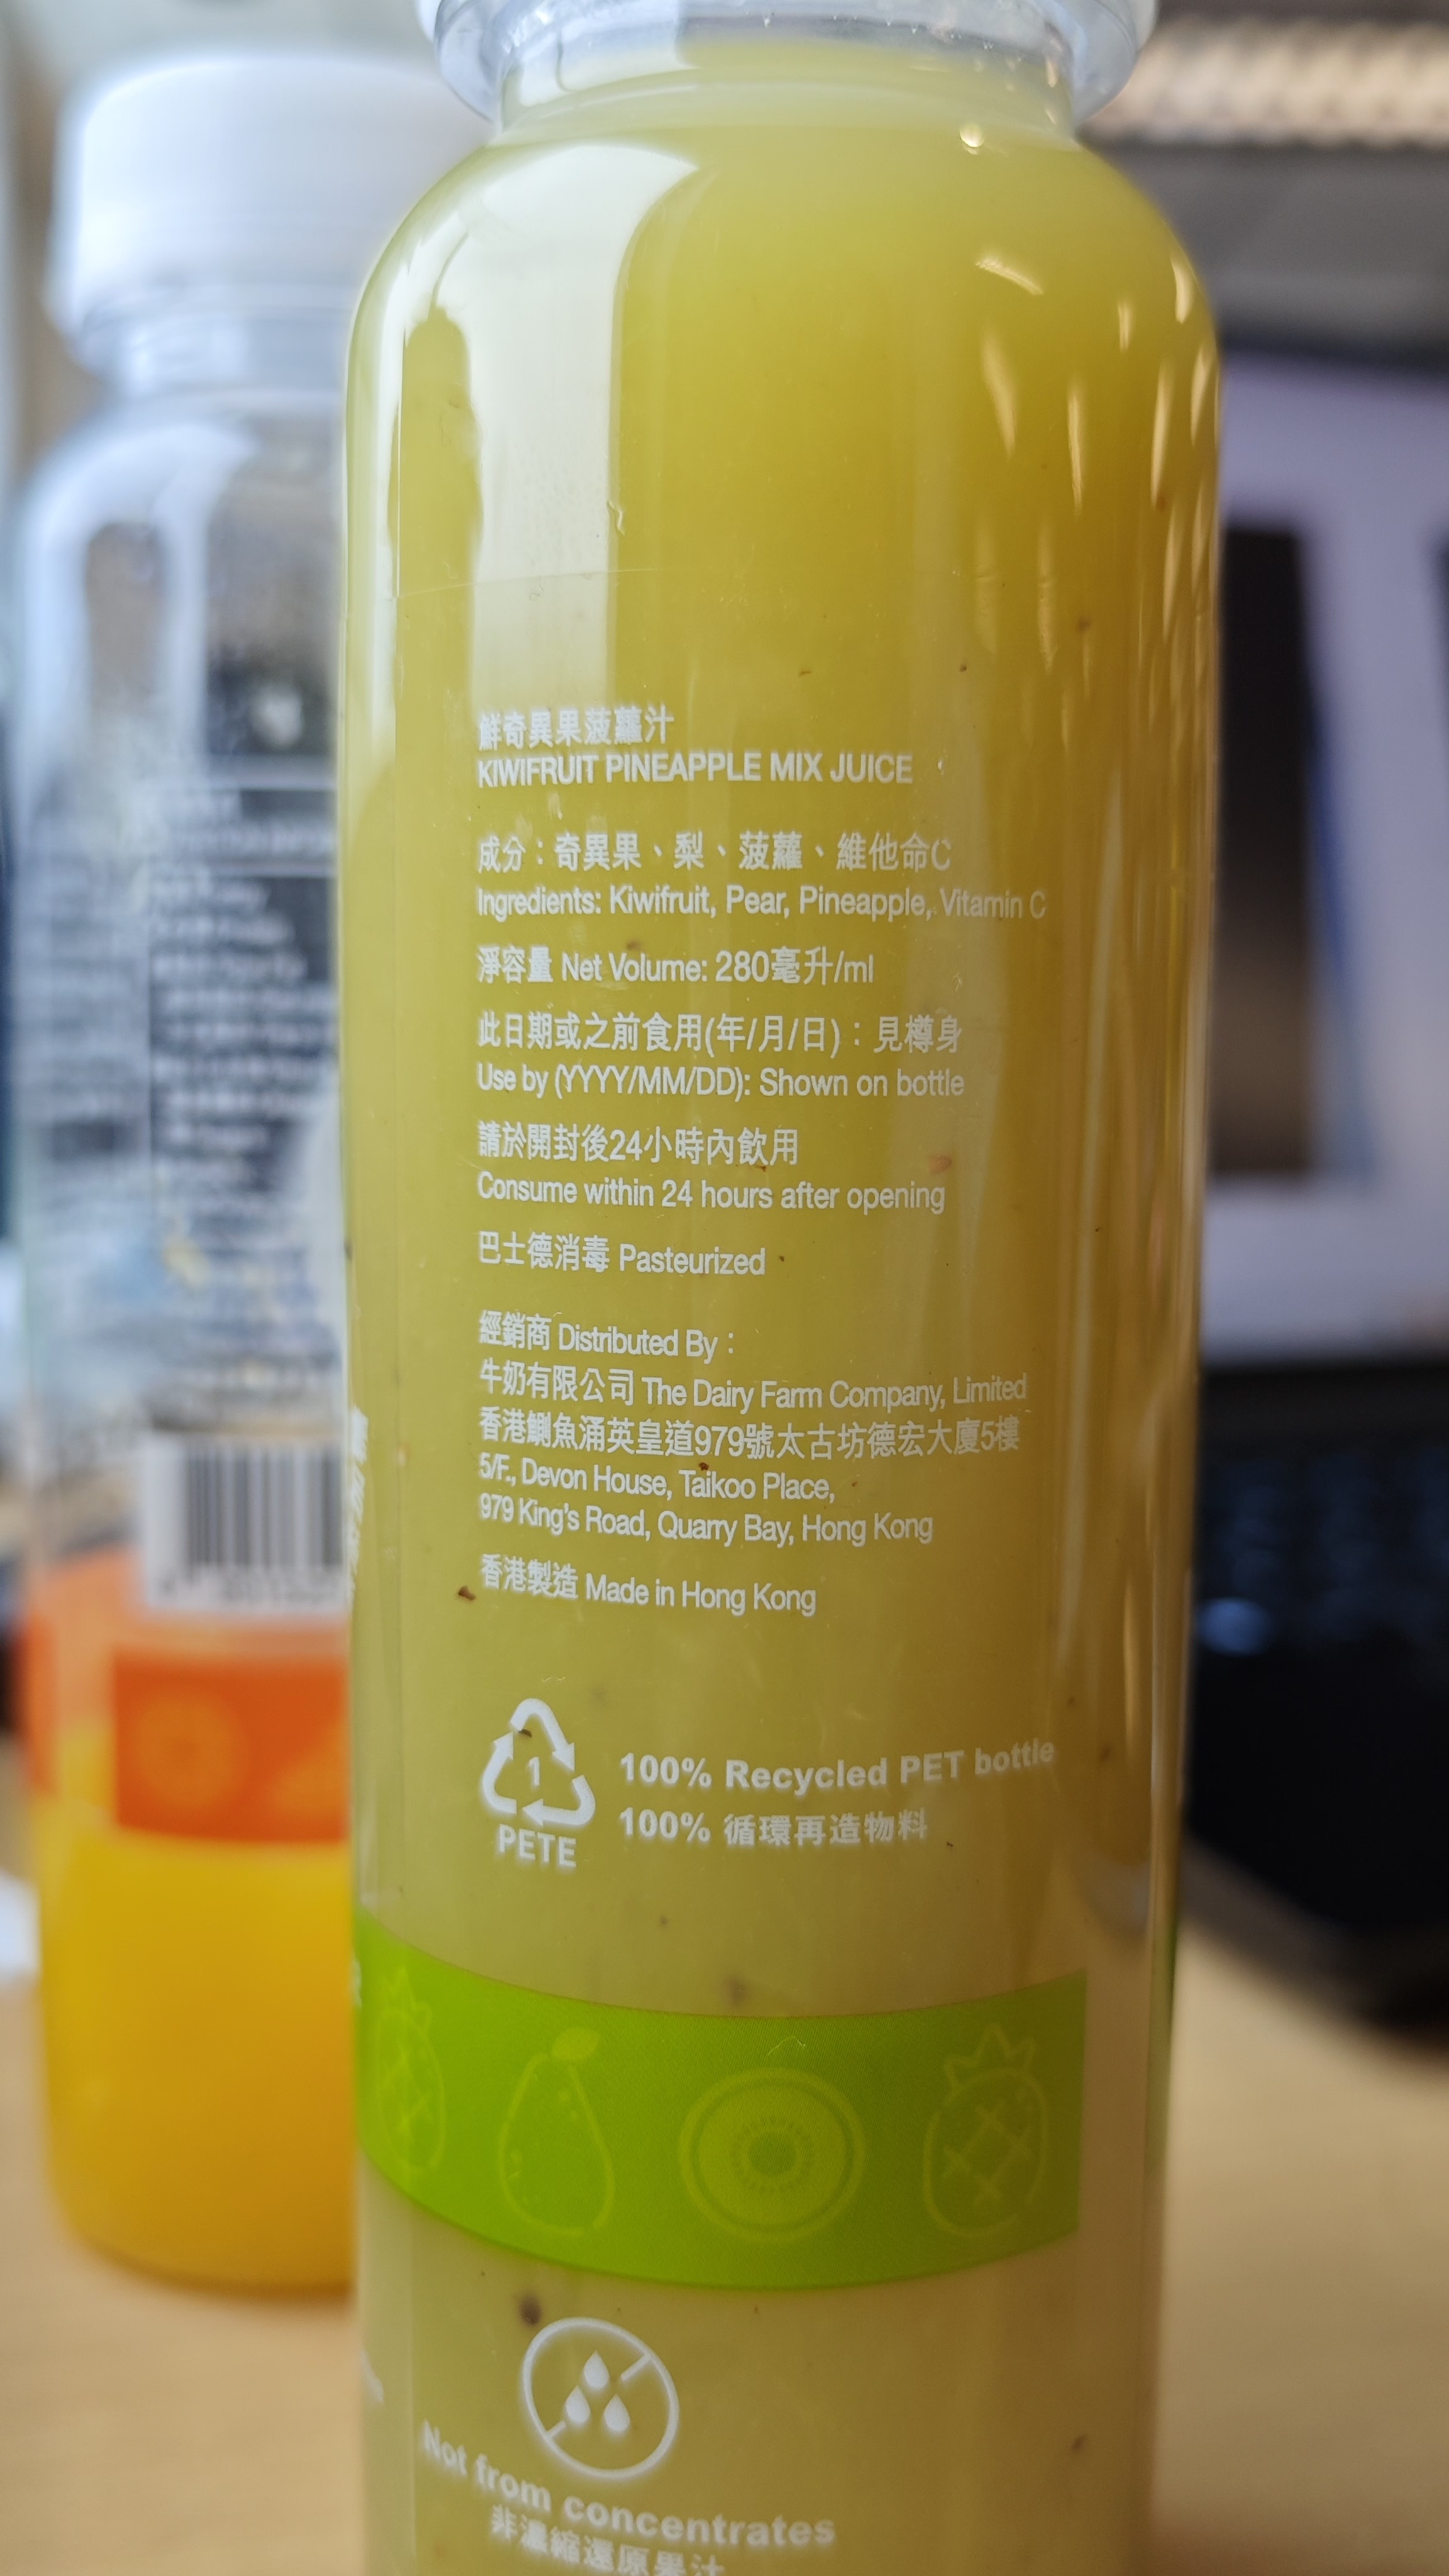 鮮奇異果菠蘿汁
KIWIFRUIT PINEAPPLE MIX JUICE
成分：奇異果、梨、菠蘿、維他命C
Ingredients: Kiwifruit, Pear, Pineapple, Vitamin C
淨容量 Net Volume: 280毫升/ml
此日期或之前食用(年/月/日)：見樽身
Use by (YYYY/MM/DD): Shown on bottle
請於開封後24小時內飲用
Consume within 24 hours after opening
巴士德消毒 Pasteurized
經銷商 Distributed By：
牛奶有限公司 The Dairy Farm Company, Limited
香港鰂魚涌英皇道979號太古坊德宏大廈5樓
5/F., Devon House, Taikoo Place,
979 King's Road, Quarry Bay, Hong Kong
香港製造 Made in Hong Kong
1
PETE
100% Recycled PET bottle
100% 循環再造物料
Not from concentrates
非濃縮還原果汁